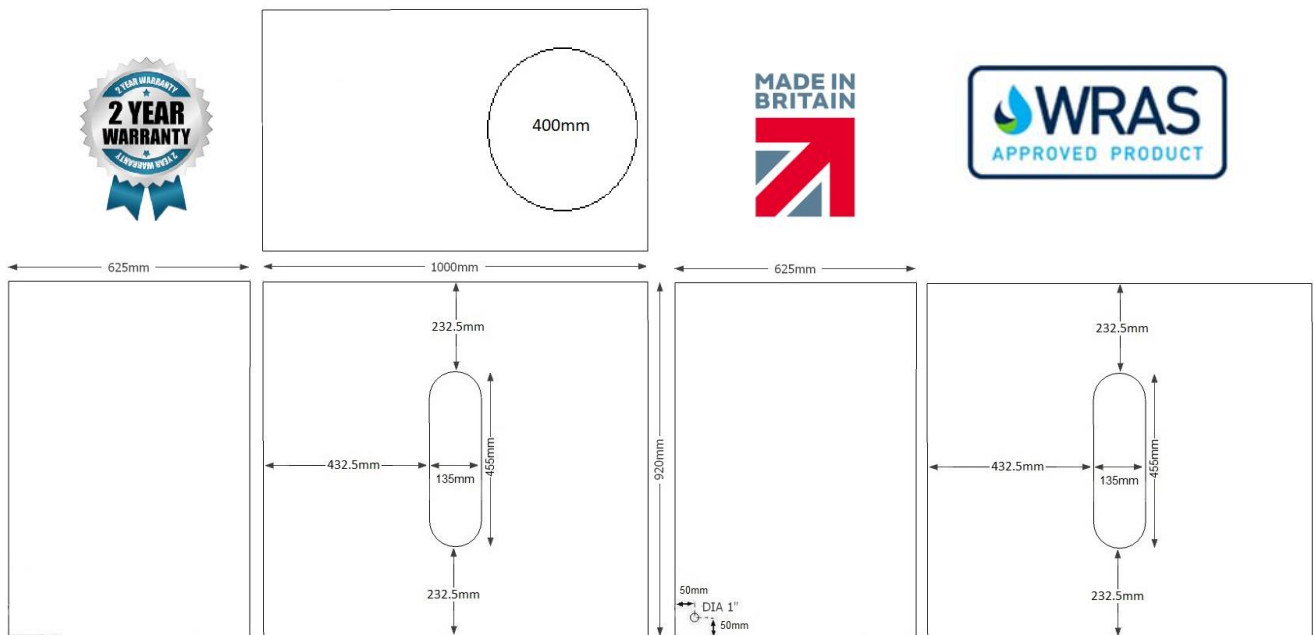 2 YEAR WARRANTY
2 YEAR
WARRANTY
2 YEAR WARRANTY
400mm
MADE IN
BRITAIN
WRAS
APPROVED PRODUCT
625mm
1000mm
625mm
232.5mm
432.5mm
135mm
455mm
232.5mm
920mm
50mm
DIA 1"
50mm
232.5mm
432.5mm
135mm
455mm
232.5mm